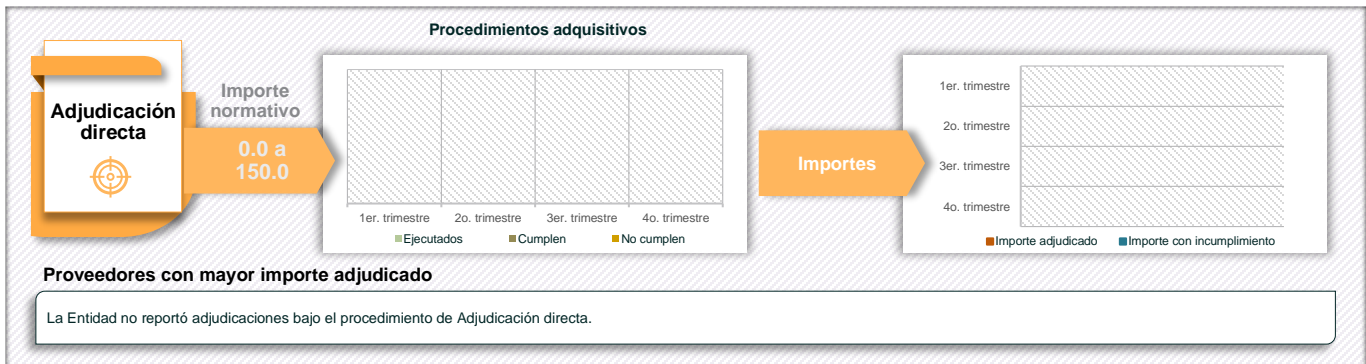 Procedimientos adquisitivos
Adjudicación
directa
Importe
normativo
0.0 a
150.0
1er. trimestre
2o. trimestre
3er. trimestre
4o. trimestre
Ejecutados
Cumplen
No cumplen
Importes
1er. trimestre
2o. trimestre
3er. trimestre
4o. trimestre
Importe adjudicado
Importe con incumplimiento
Proveedores con mayor importe adjudicado
La Entidad no reportó adjudicaciones bajo el procedimiento de Adjudicación directa.